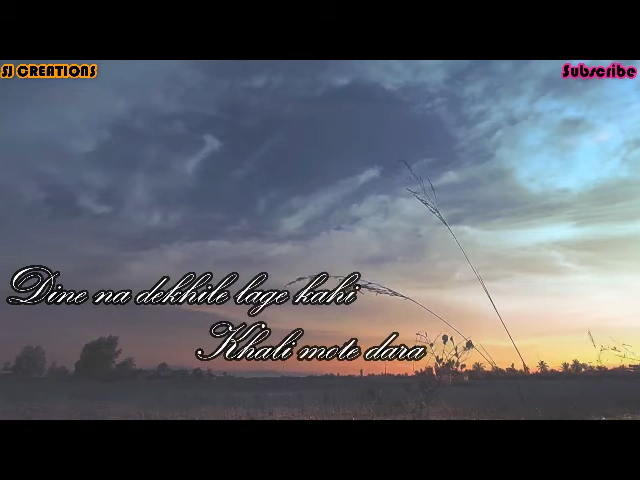 SJ CREATIONS
Subscribe
Dine na dekhile lage kahi
Khali mote dara